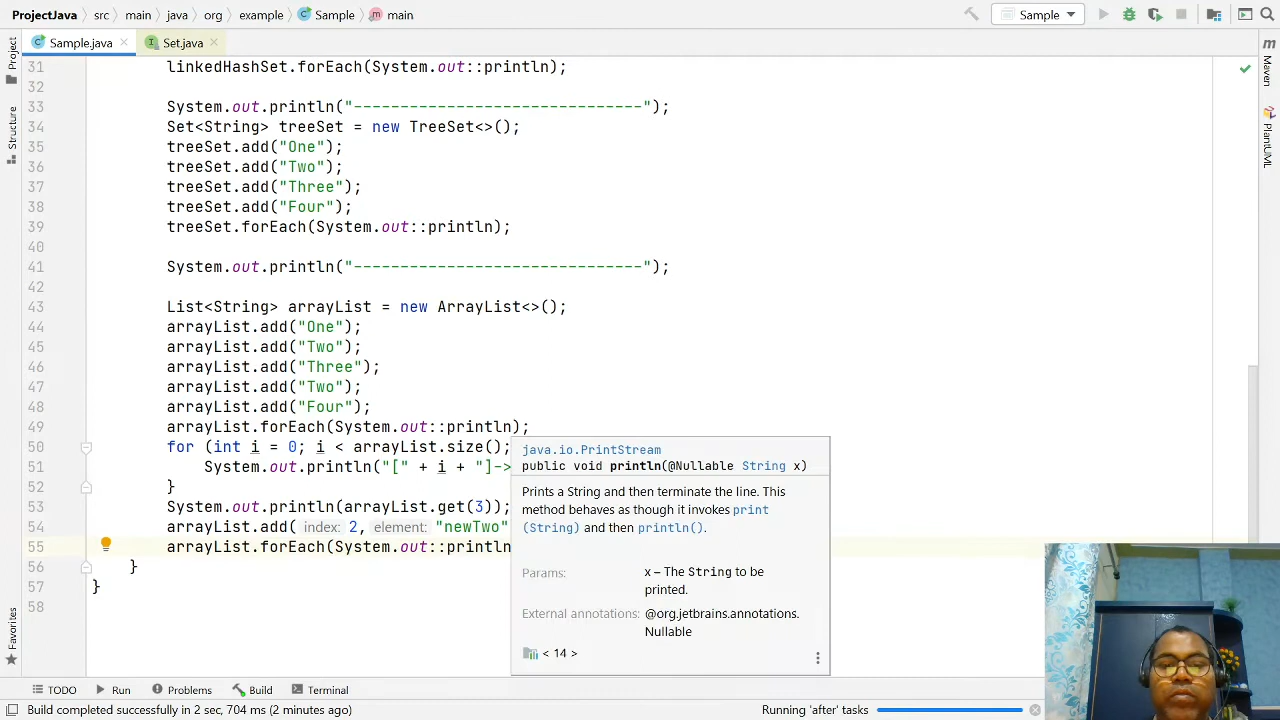 ProjectJava src main java org example Sample main
Sample
Sample.java Set.java
Project
Structure
Favorites
m
Maven
PlantUML
31 linkedHashSet.forEach(System.out::println);
32
33 System.out.println("-------------------------------");
34 Set<String> treeSet = new TreeSet<>();
35 treeSet.add("One");
36 treeSet.add("Two");
37 treeSet.add("Three");
38 treeSet.add("Four");
39 treeSet.forEach(System.out::println);
40
41 System.out.println("-------------------------------");
42
43 List<String> arrayList = new ArrayList<>();
44 arrayList.add("One");
45 arrayList.add("Two");
46 arrayList.add("Three");
47 arrayList.add("Two");
48 arrayList.add("Four");
49 arrayList.forEach(System.out::println);
50 for (int i = 0; i < arrayList.size();
51 System.out.println("[" + i + "]->
52 }
53 System.out.println(arrayList.get(3));
54 arrayList.add( index: 2, element: "newTwo"
55 arrayList.forEach(System.out::println
56 }
57 }
58
java.io.PrintStream
public void println(@Nullable String x)
Prints a String and then terminate the line. This
method behaves as though it invokes print
(String) and then println().
Params: x – The String to be
printed.
External annotations: @org.jetbrains.annotations.
Nullable
< 14 >
TODO Run Problems Build Terminal
Build completed successfully in 2 sec, 704 ms (2 minutes ago) Running 'after' tasks